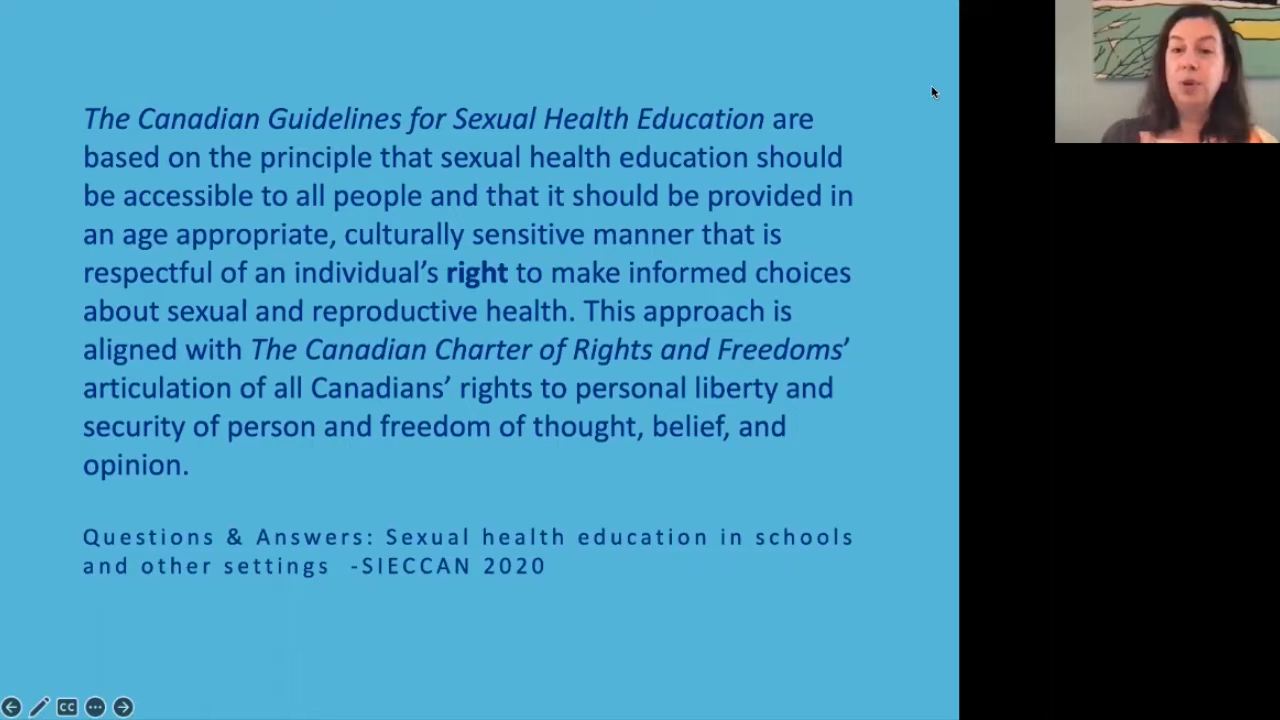 The Canadian Guidelines for Sexual Health Education are
based on the principle that sexual health education should
be accessible to all people and that it should be provided in
an age appropriate, culturally sensitive manner that is
respectful of an individual’s right to make informed choices
about sexual and reproductive health. This approach is
aligned with The Canadian Charter of Rights and Freedoms’
articulation of all Canadians’ rights to personal liberty and
security of person and freedom of thought, belief, and
opinion.
Questions & Answers: Sexual health education in schools
and other settings -SIECCAN 2020
CC